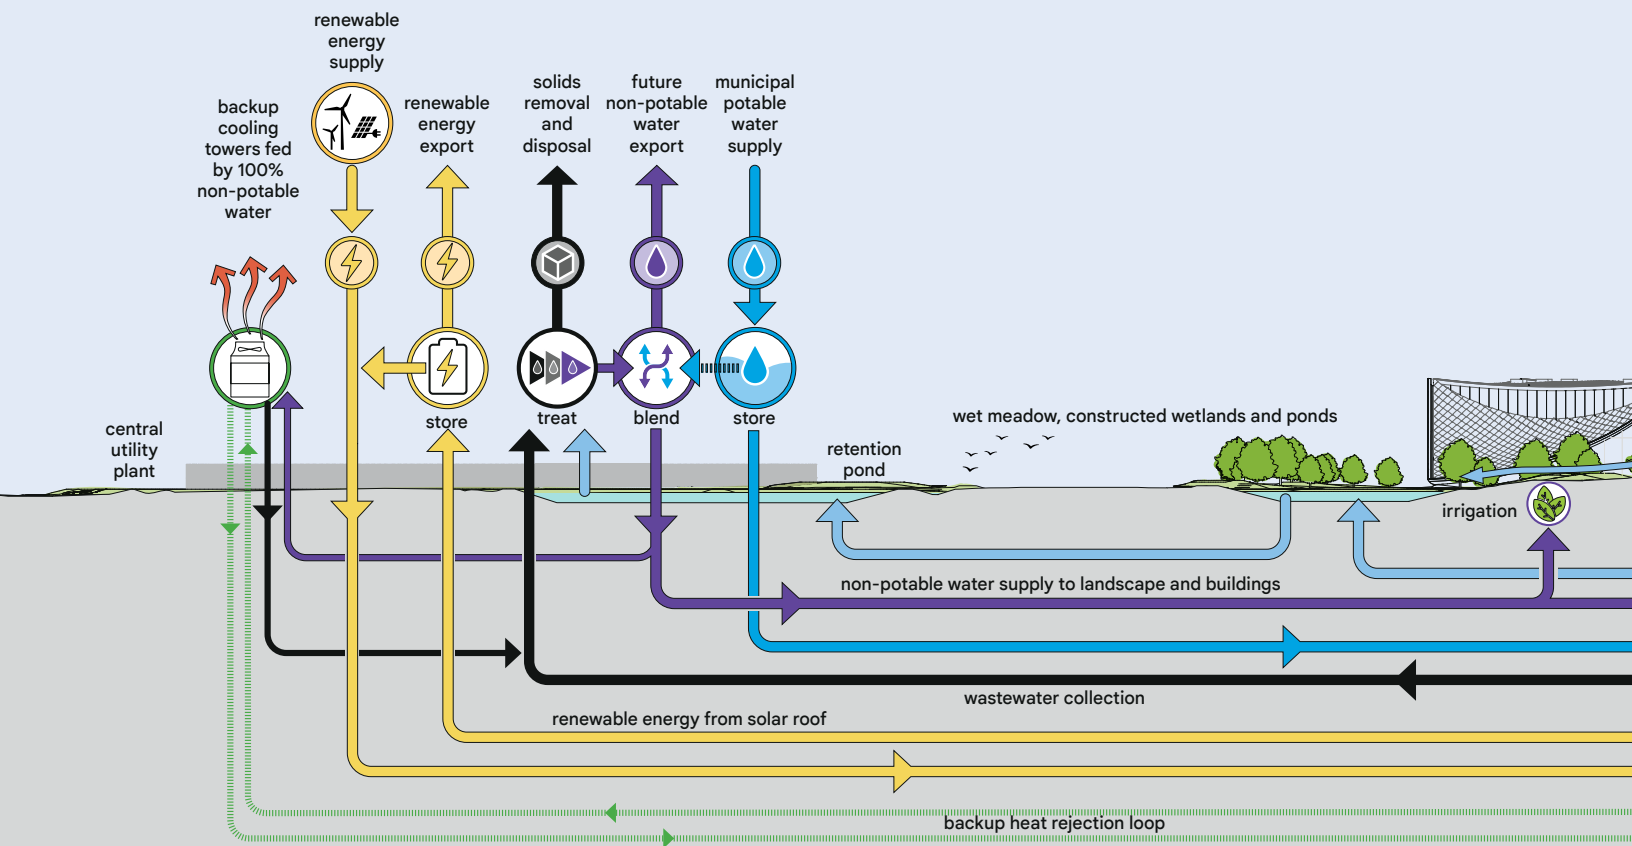 renewable
energy
supply
backup
cooling
towers fed
by 100%
non-potable
water
renewable
energy
export
solids
removal
and
disposal
future
non-potable
water
export
municipal
potable
water
supply
store
treat
blend
store
central
utility
plant
retention
pond
wet meadow, constructed wetlands and ponds
irrigation
non-potable water supply to landscape and buildings
wastewater collection
renewable energy from solar roof
backup heat rejection loop